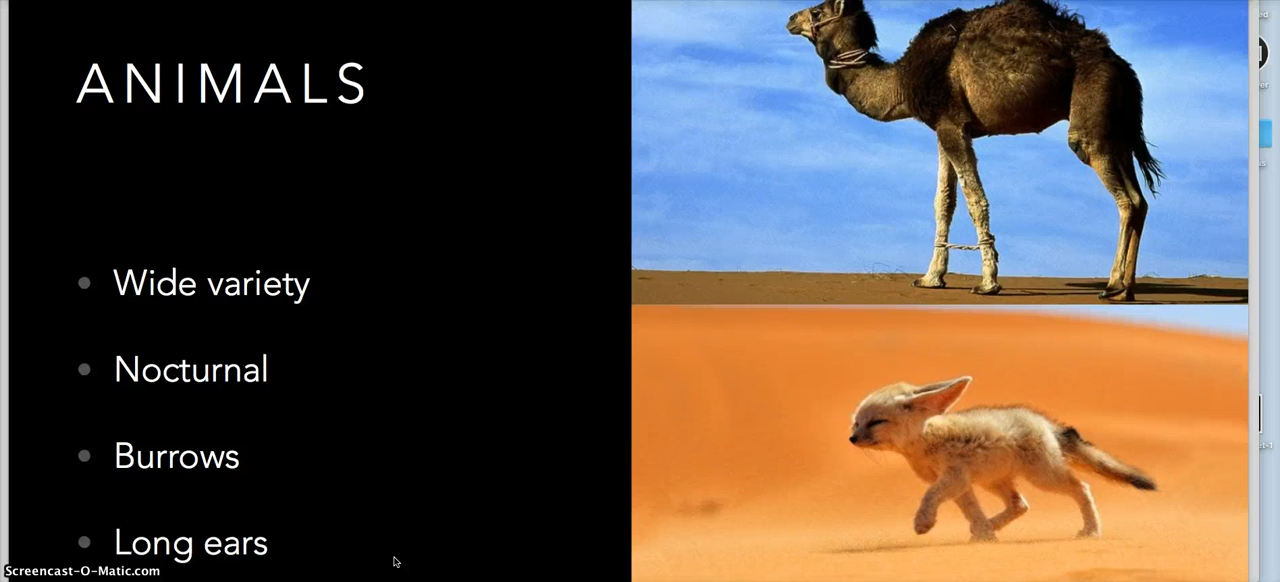 ANIMALS
Wide variety
Nocturnal
Burrows
Long ears
Screencast-O-Matic.com